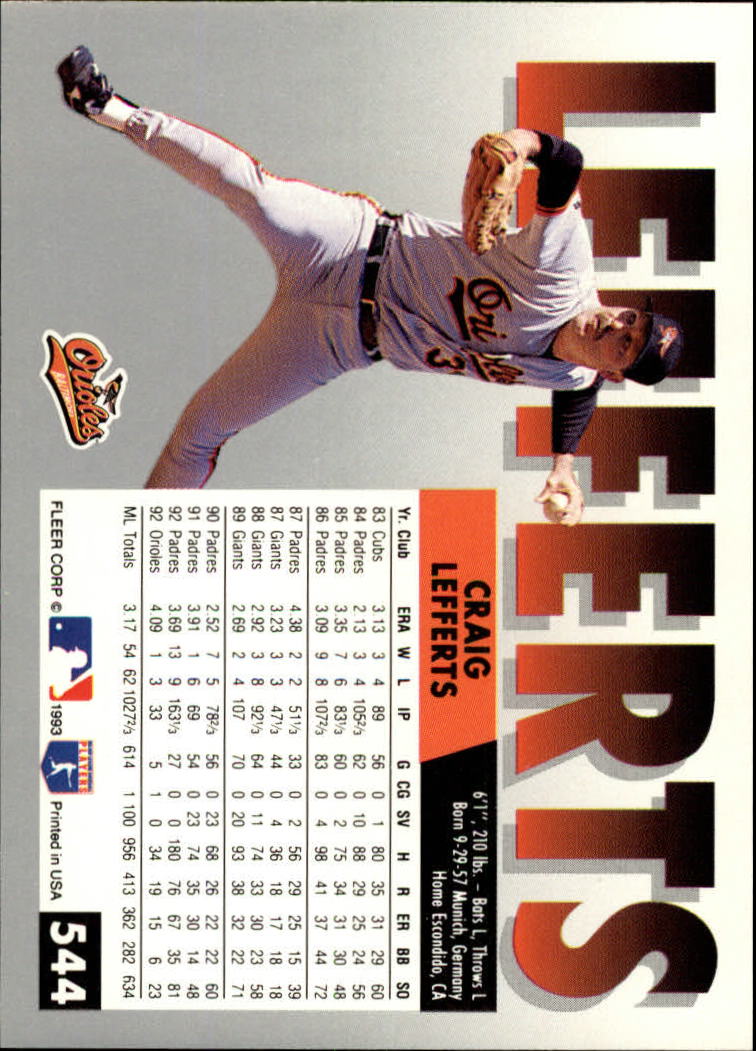 LEFFERTS
Orioles
3
Orioles
BALTIMORE
CRAIG
LEFFERTS
6'1", 210 lbs. – Bats L, Throws L
Born 9-29-57 Munich, Germany
Home Escondido, CA
Yr. Club ERA W L IP G CG SV H R ER BB SO
83 Cubs 3.13 3 4 89 56 0 1 80 35 31 29 60
84 Padres 2.13 3 4 105⅔ 62 0 10 88 29 25 24 56
85 Padres 3.35 7 6 83⅓ 60 0 2 75 34 31 30 48
86 Padres 3.09 9 8 107⅔ 83 0 4 98 41 37 44 72
87 Padres 4.38 2 2 51⅓ 33 0 2 56 29 25 15 39
87 Giants 3.23 3 3 47⅓ 44 0 4 36 18 17 18 18
88 Giants 2.92 3 8 92⅓ 64 0 11 74 33 30 23 58
89 Giants 2.69 2 4 107 70 0 20 93 38 32 22 71
90 Padres 2.52 7 5 78⅔ 56 0 23 68 26 22 22 60
91 Padres 3.91 1 6 69 54 0 23 74 35 30 14 48
92 Padres 3.69 13 9 163⅓ 27 0 0 180 76 67 35 81
92 Orioles 4.09 1 3 33 5 1 0 34 19 15 6 23
ML Totals 3.17 54 62 1027⅔ 614 1 100 956 413 362 282 634
FLEER CORP © 1993 PLAYERS Printed in USA 544